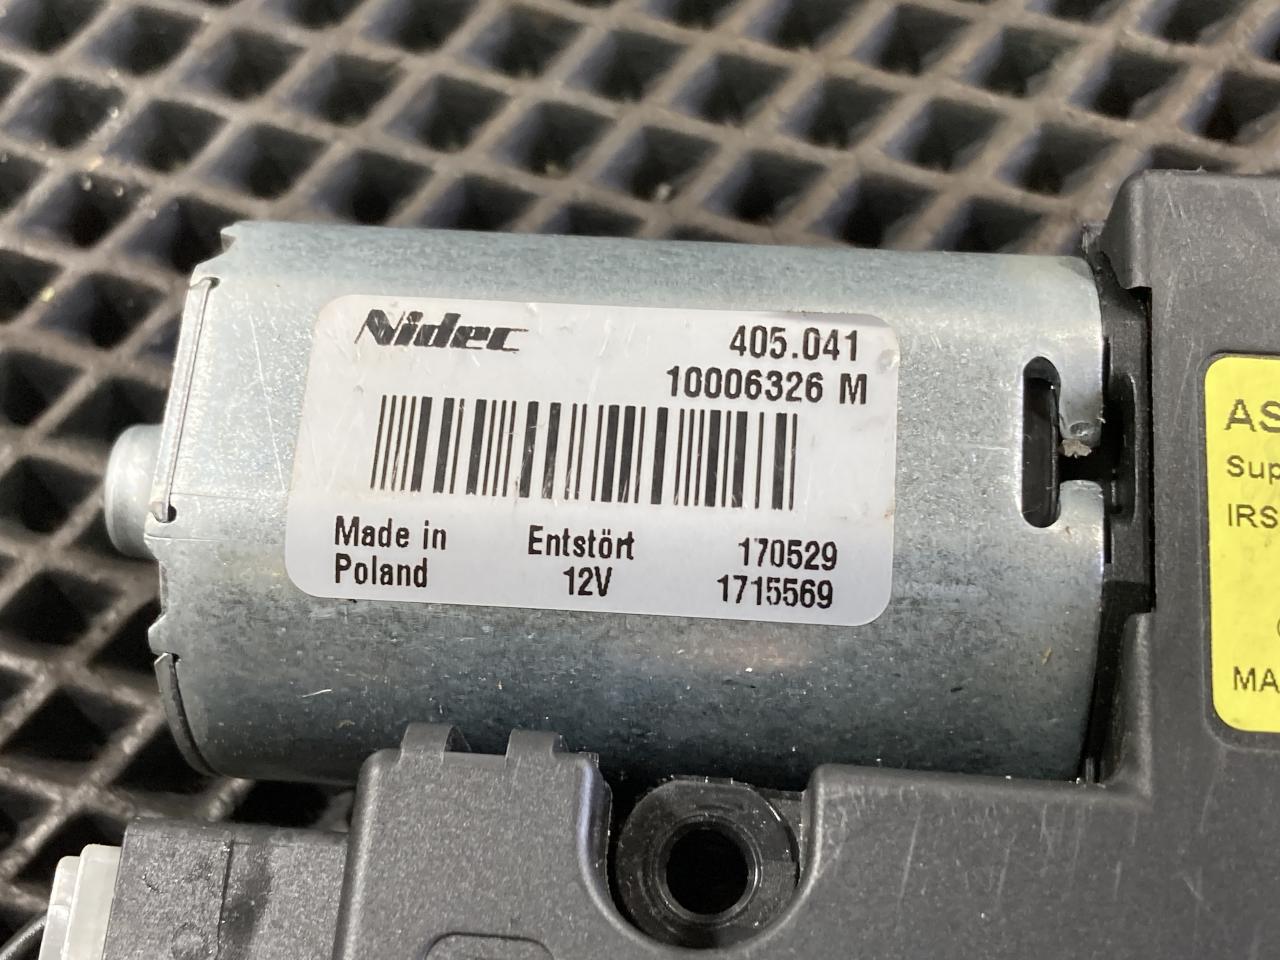 Nidec
405.041
10006326 M
Made in
Poland
Entstört
12V
170529
1715569
AS
Sup
IRS
MA